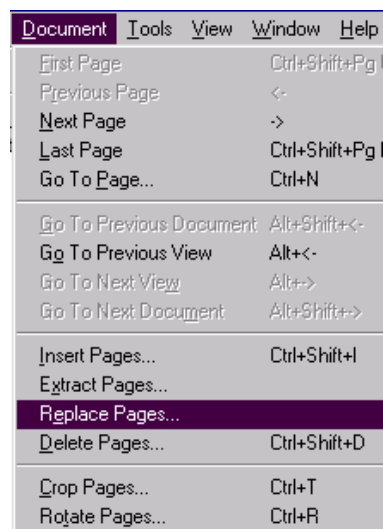 Document Tools View Window Help
First Page Ctrl+Shift+Pg
Previous Page <-
Next Page ->
Last Page Ctrl+Shift+Pg
Go To Page... Ctrl+N
Go To Previous Document Alt+Shift+<-
Go To Previous View Alt+<-
Go To Next View Alt+->
Go To Next Document Alt+Shift+->
Insert Pages... Ctrl+Shift+I
Extract Pages...
Replace Pages...
Delete Pages... Ctrl+Shift+D
Crop Pages... Ctrl+T
Rotate Pages... Ctrl+R